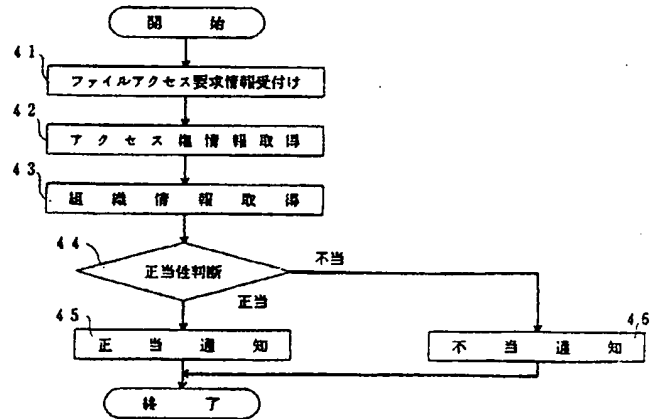 開始
41
ファイルアクセス要求情報受付け
42
アクセス権情報取得
43
組織情報取得
44
正当性判断
不当
正当
45
正当通知
46
不当通知
終了